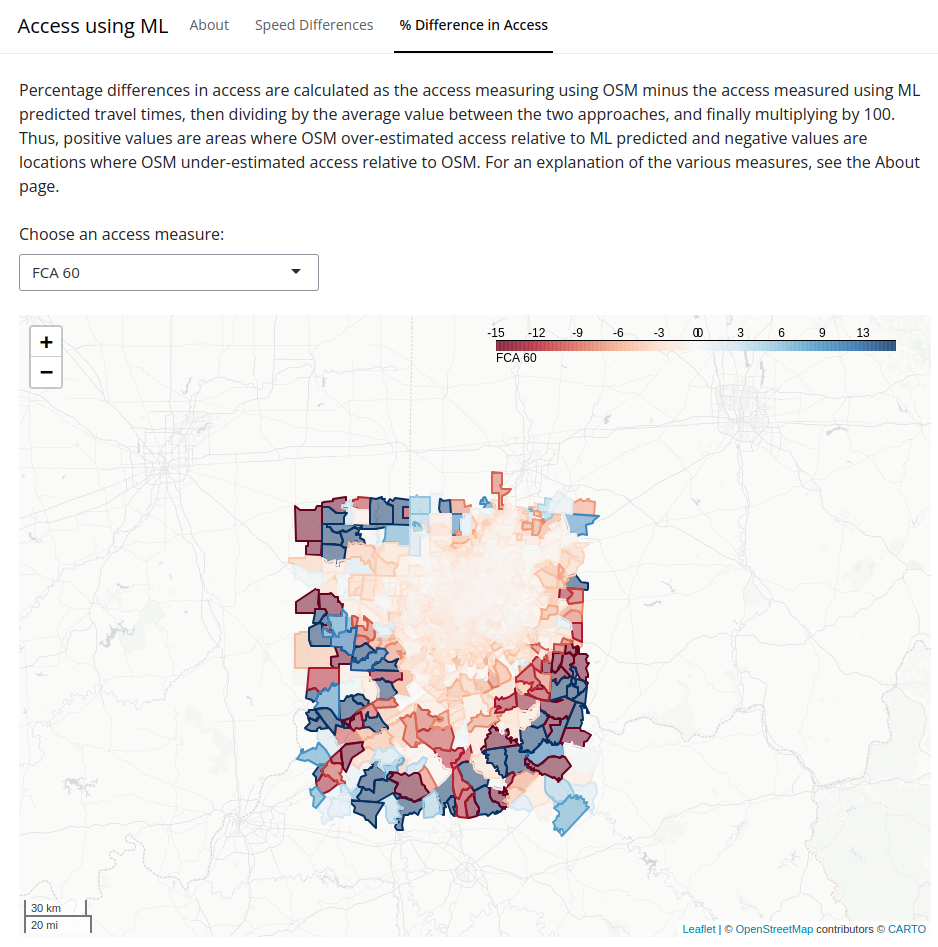 Access using ML About Speed Differences % Difference in Access
Percentage differences in access are calculated as the access measuring using OSM minus the access measured using ML
predicted travel times, then dividing by the average value between the two approaches, and finally multiplying by 100.
Thus, positive values are areas where OSM over-estimated access relative to ML predicted and negative values are
locations where OSM under-estimated access relative to OSM. For an explanation of the various measures, see the About
page.
Choose an access measure:
FCA 60
+
−
-15 -12 -9 -6 -3 0 0 3 6 9 13
FCA 60
30 km
20 mi
Leaflet | © OpenStreetMap contributors © CARTO